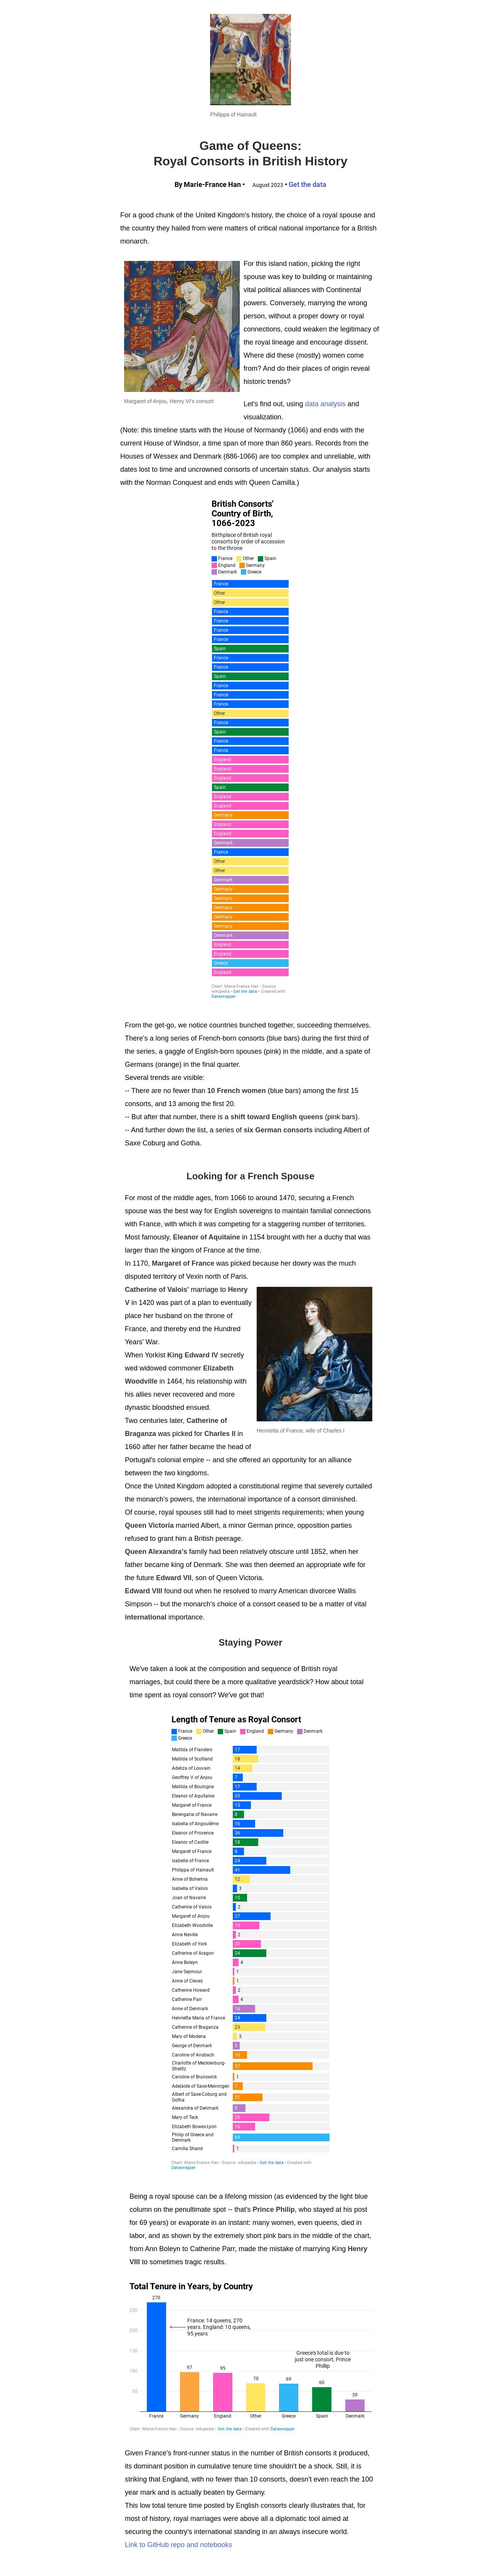 Philippa of Hainault
Game of Queens:
Royal Consorts in British History
By Marie-France Han • August 2023 • Get the data
For a good chunk of the United Kingdom's history, the choice of a royal spouse and
the country they hailed from were matters of critical national importance for a British
monarch.
For this island nation, picking the right
spouse was key to building or maintaining
vital political alliances with Continental
powers. Conversely, marrying the wrong
person, without a proper dowry or royal
connections, could weaken the legitimacy of
the royal lineage and encourage dissent.
Where did these (mostly) women come
from? And do their places of origin reveal
historic trends?
Margaret of Anjou, Henry VI's consort
Let's find out, using data analysis and
visualization.
(Note: this timeline starts with the House of Normandy (1066) and ends with the
current House of Windsor, a time span of more than 860 years. Records from the
Houses of Wessex and Denmark (886-1066) are too complex and unreliable, with
dates lost to time and uncrowned consorts of uncertain status. Our analysis starts
with the Norman Conquest and ends with Queen Camilla.)
British Consorts'
Country of Birth,
1066-2023
Birthplace of British royal
consorts by order of accession
to the throne
France Other Spain
England Germany
Denmark Greece
France
Other
Other
France
France
France
France
Spain
France
France
Spain
France
France
France
Other
France
Spain
France
France
England
England
England
Spain
England
England
Germany
England
England
Denmark
France
Other
Other
Denmark
Germany
Germany
Germany
Germany
Germany
Denmark
England
England
Greece
England
Chart: Marie-France Han • Source:
wikipedia • Get the data • Created with
Datawrapper
From the get-go, we notice countries bunched together, succeeding themselves.
There's a long series of French-born consorts (blue bars) during the first third of
the series, a gaggle of English-born spouses (pink) in the middle, and a spate of
Germans (orange) in the final quarter.
Several trends are visible:
-- There are no fewer than 10 French women (blue bars) among the first 15
consorts, and 13 among the first 20.
-- But after that number, there is a shift toward English queens (pink bars).
-- And further down the list, a series of six German consorts including Albert of
Saxe Coburg and Gotha.
Looking for a French Spouse
For most of the middle ages, from 1066 to around 1470, securing a French
spouse was the best way for English sovereigns to maintain familial connections
with France, with which it was competing for a staggering number of territories.
Most famously, Eleanor of Aquitaine in 1154 brought with her a duchy that was
larger than the kingdom of France at the time.
In 1170, Margaret of France was picked because her dowry was the much
disputed territory of Vexin north of Paris.
Catherine of Valois' marriage to Henry
V in 1420 was part of a plan to eventually
place her husband on the throne of
France, and thereby end the Hundred
Years' War.
When Yorkist King Edward IV secretly
wed widowed commoner Elizabeth
Woodville in 1464, his relationship with
his allies never recovered and more
dynastic bloodshed ensued.
Two centuries later, Catherine of
Braganza was picked for Charles II in
1660 after her father became the head of
Henrietta of France, wife of Charles I
Portugal's colonial empire -- and she offered an opportunity for an alliance
between the two kingdoms.
Once the United Kingdom adopted a constitutional regime that severely curtailed
the monarch's powers, the international importance of a consort diminished.
Of course, royal spouses still had to meet strigents requirements; when young
Queen Victoria married Albert, a minor German prince, opposition parties
refused to grant him a British peerage.
Queen Alexandra's family had been relatively obscure until 1852, when her
father became king of Denmark. She was then deemed an appropriate wife for
the future Edward VII, son of Queen Victoria.
Edward VIII found out when he resolved to marry American divorcee Wallis
Simpson -- but the monarch's choice of a consort ceased to be a matter of vital
international importance.
Staying Power
We've taken a look at the composition and sequence of British royal
marriages, but could there be a more qualitative yeardstick? How about total
time spent as royal consort? We've got that!
Length of Tenure as Royal Consort
France Other Spain England Germany Denmark
Greece
Matilda of Flanders 17
Matilda of Scotland 18
Adeliza of Louvain 14
Geoffrey V of Anjou 7
Matilda of Boulogne 17
Eleanor of Aquitaine 35
Margaret of France 13
Berengaria of Navarre 8
Isabella of Angoulême 16
Eleanor of Provence 36
Eleanor of Castile 18
Margaret of France 8
Isabella of France 24
Philippa of Hainault 41
Anne of Bohemia 12
Isabella of Valois 3
Joan of Navarre 10
Catherine of Valois 2
Margaret of Anjou 27
Elizabeth Woodville 19
Anne Neville 2
Elizabeth of York 20
Catherine of Aragon 24
Anne Boleyn 4
Jane Seymour 1
Anne of Cleves 1
Catherine Howard 2
Catherine Parr 4
Anne of Denmark 16
Henrietta Maria of France 24
Catherine of Braganza 23
Mary of Modena 3
George of Denmark
Caroline of Ansbach 10
Charlotte of Mecklenburg-
Strelitz 57
Caroline of Brunswick 1
Adelaide of Saxe-Meiningen 7
Albert of Saxe-Coburg and
Gotha 21
Alexandra of Denmark 9
Mary of Teck 26
Elizabeth Bowes-Lyon 16
Philip of Greece and
Denmark 69
Camilla Shand 1
Chart: Marie-France Han • Source: wikipedia • Get the data • Created with
Datawrapper
Being a royal spouse can be a lifelong mission (as evidenced by the light blue
column on the penultimate spot -- that's Prince Philip, who stayed at his post
for 69 years) or evaporate in an instant: many women, even queens, died in
labor, and as shown by the extremely short pink bars in the middle of the chart,
from Ann Boleyn to Catherine Parr, made the mistake of marrying King Henry
VIII to sometimes tragic results.
Total Tenure in Years, by Country
270
250
France: 14 queens, 270
years. England: 10 queens,
95 years
200
150
Greece's total is due to
just one consort, Prince
Phillip
100
97
95
70
69
60
50
30
France Germany England Other Greece Spain Denmark
Chart: Marie-France Han • Source: wikipedia • Get the data • Created with Datawrapper
Given France's front-runner status in the number of British consorts it produced,
its dominant position in cumulative tenure time shouldn't be a shock. Still, it is
striking that England, with no fewer than 10 consorts, doesn't even reach the 100
year mark and is actually beaten by Germany.
This low total tenure time posted by English consorts clearly illustrates that, for
most of history, royal marriages were above all a diplomatic tool aimed at
securing the country's international standing in an always insecure world.
Link to GitHub repo and notebooks